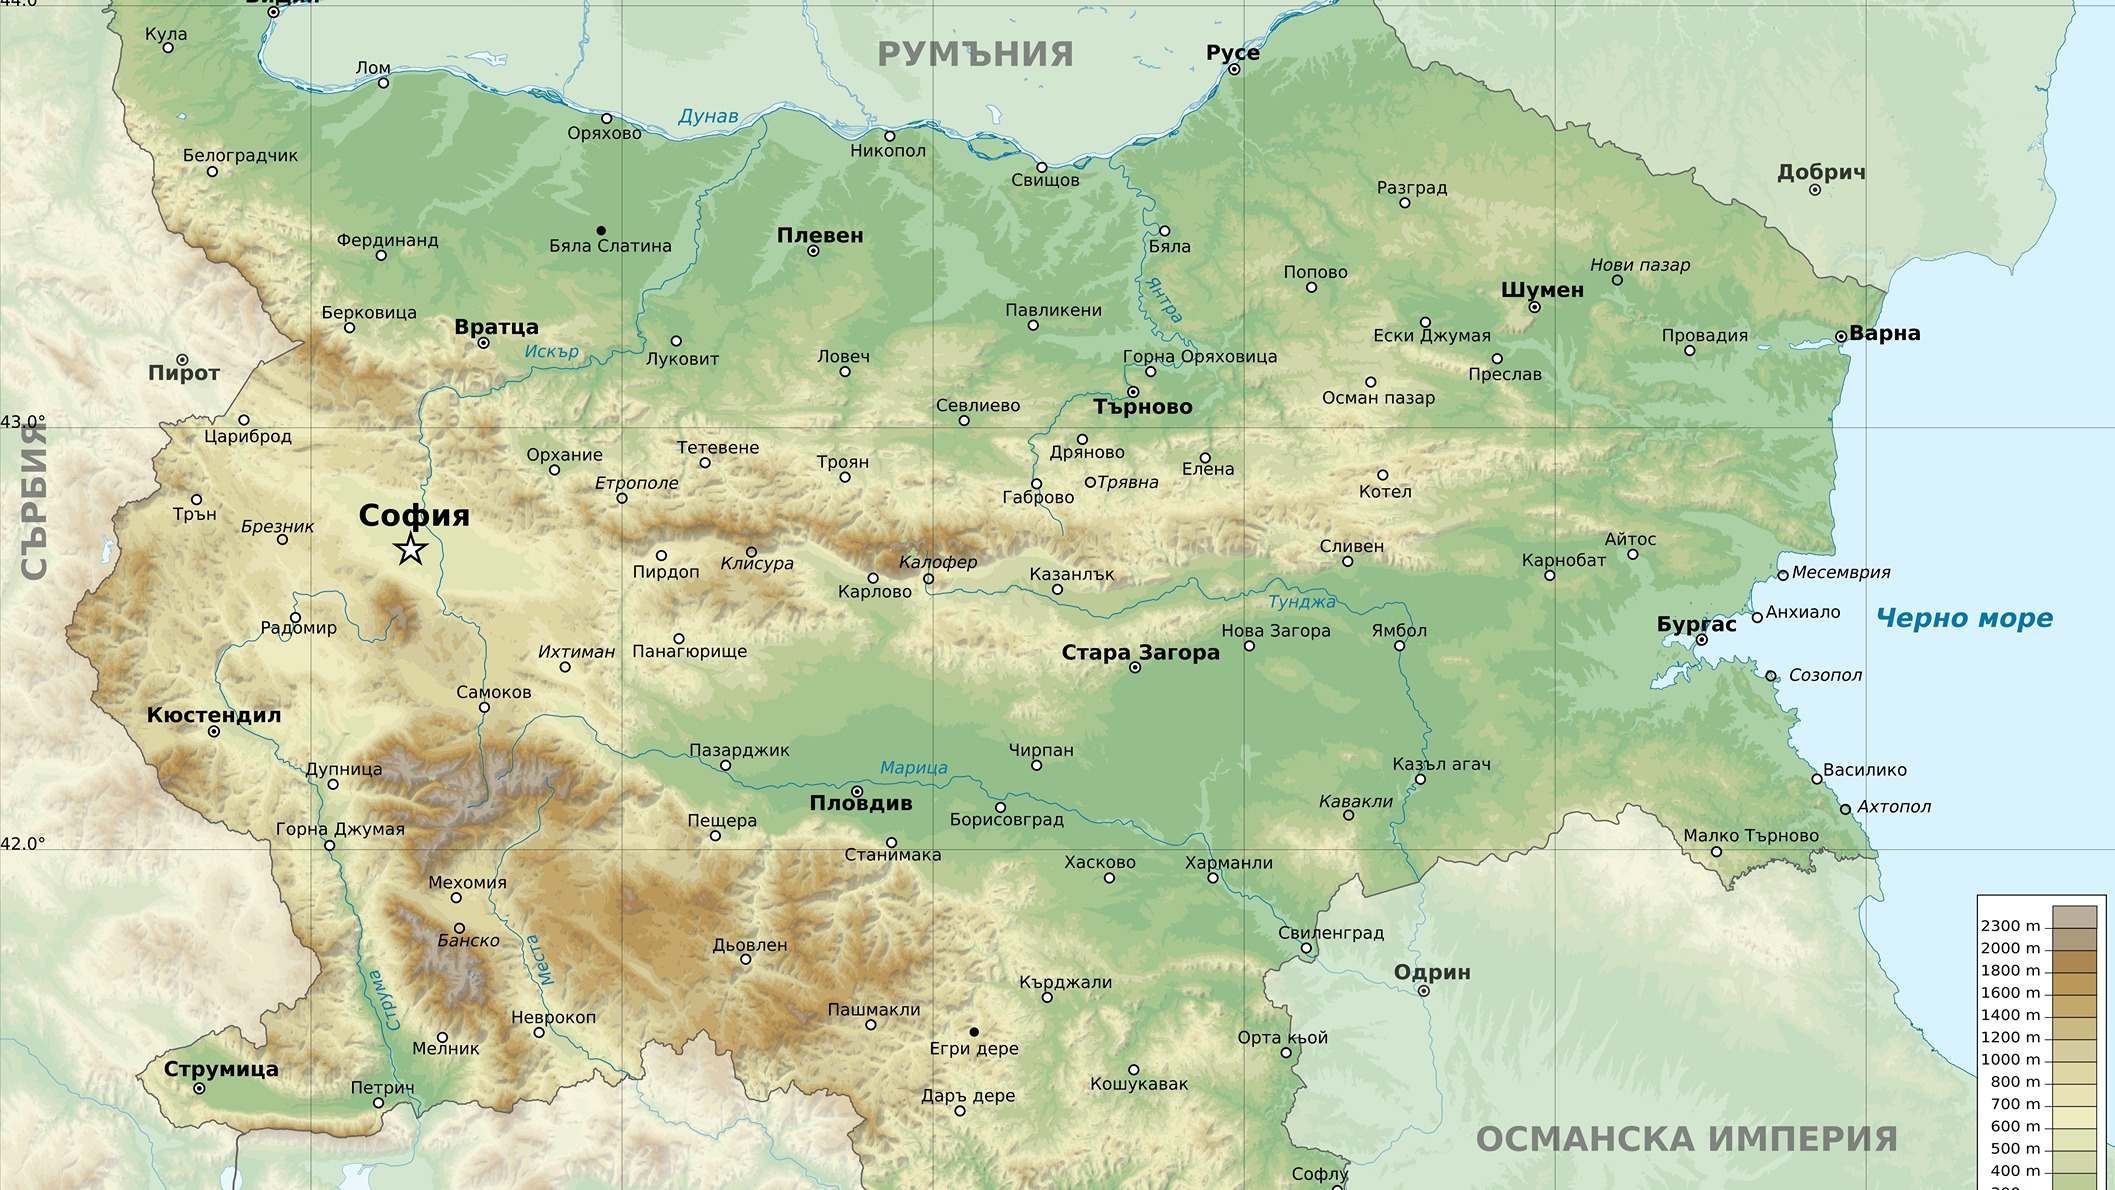 44.0°
Видин
Кула
Лом
РУМЪНИЯ
Русе
Оряхово
Дунав
Никопол
Свищов
Добрич
Белоградчик
Разград
Фердинанд
Бяла Слатина
Плевен
Бяла
Попово
Нови пазар
Шумен
Берковица
Вратца
Искър
Луковит
Ловеч
Павликени
Янтра
Ески Джумая
Провадия
Варна
Пирот
Горна Оряховица
Преслав
Осман пазар
Севлиево
Търново
43.0°
Цариброд
СЪРБИЯ
Орхание
Тетевене
Троян
Дряново
Елена
Етрополе
Габрово
Трявна
Котел
Трън
Брезник
София
Пирдоп
Клисура
Калофер
Карлово
Казанлък
Сливен
Карнобат
Айтос
Месемврия
Тунджа
Анхиало
Черно море
Радомир
Ихтиман
Панагюрище
Стара Загора
Нова Загора
Ямбол
Бургас
Созопол
Самоков
Кюстендил
Пазарджик
Чирпан
Дупница
Марица
Казъл агач
Василико
Пловдив
Борисовград
Кавакли
Ахтопол
Горна Джумая
Пещера
Малко Търново
42.0°
Станимака
Хасково
Харманли
Мехомия
Банско
Места
Дьовлен
Свиленград
Одрин
Струма
Кърджали
Неврокоп
Пашмакли
Мелник
Егри дере
Орта кьой
Струмица
Петрич
Кошукавак
Даръ дере
ОСМАНСКА ИМПЕРИЯ
Софлу
2300 m
2000 m
1800 m
1600 m
1400 m
1200 m
1000 m
800 m
700 m
600 m
500 m
400 m